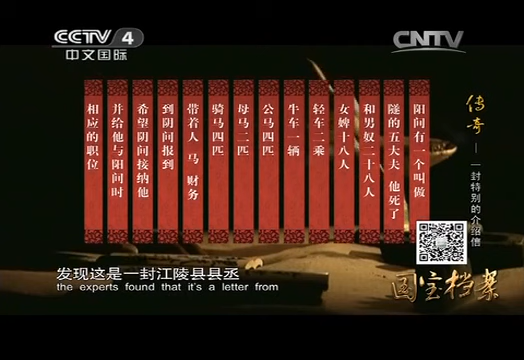 CCTV 4
中文国际
CNTV
阳间有一个叫做
隧的五大夫 他死了
和男奴二十八人
女婢十八人
轻车二乘
牛车一辆
公马四匹
母马二匹
骑马四匹
带着人 马 财务
到阴间报到
希望阴间接纳他
并给他与阳间时
相应的职位
传奇
一封特别的介绍信
国宝档案
发现这是一封江陵县县丞
the experts found that it's a letter from